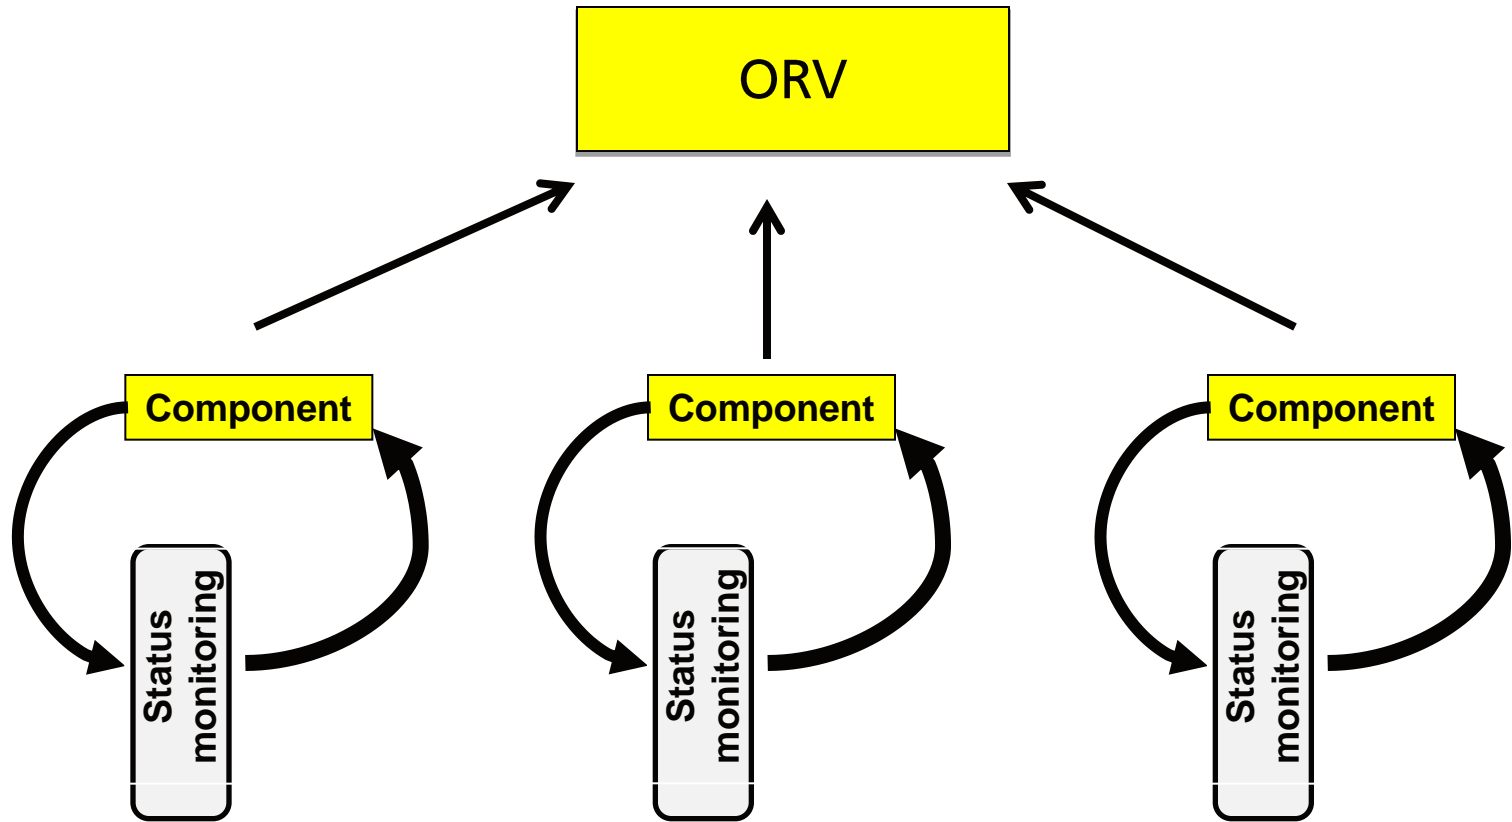 ORV
Component
Component
Component
Status
monitoring
Status
monitoring
Status
monitoring